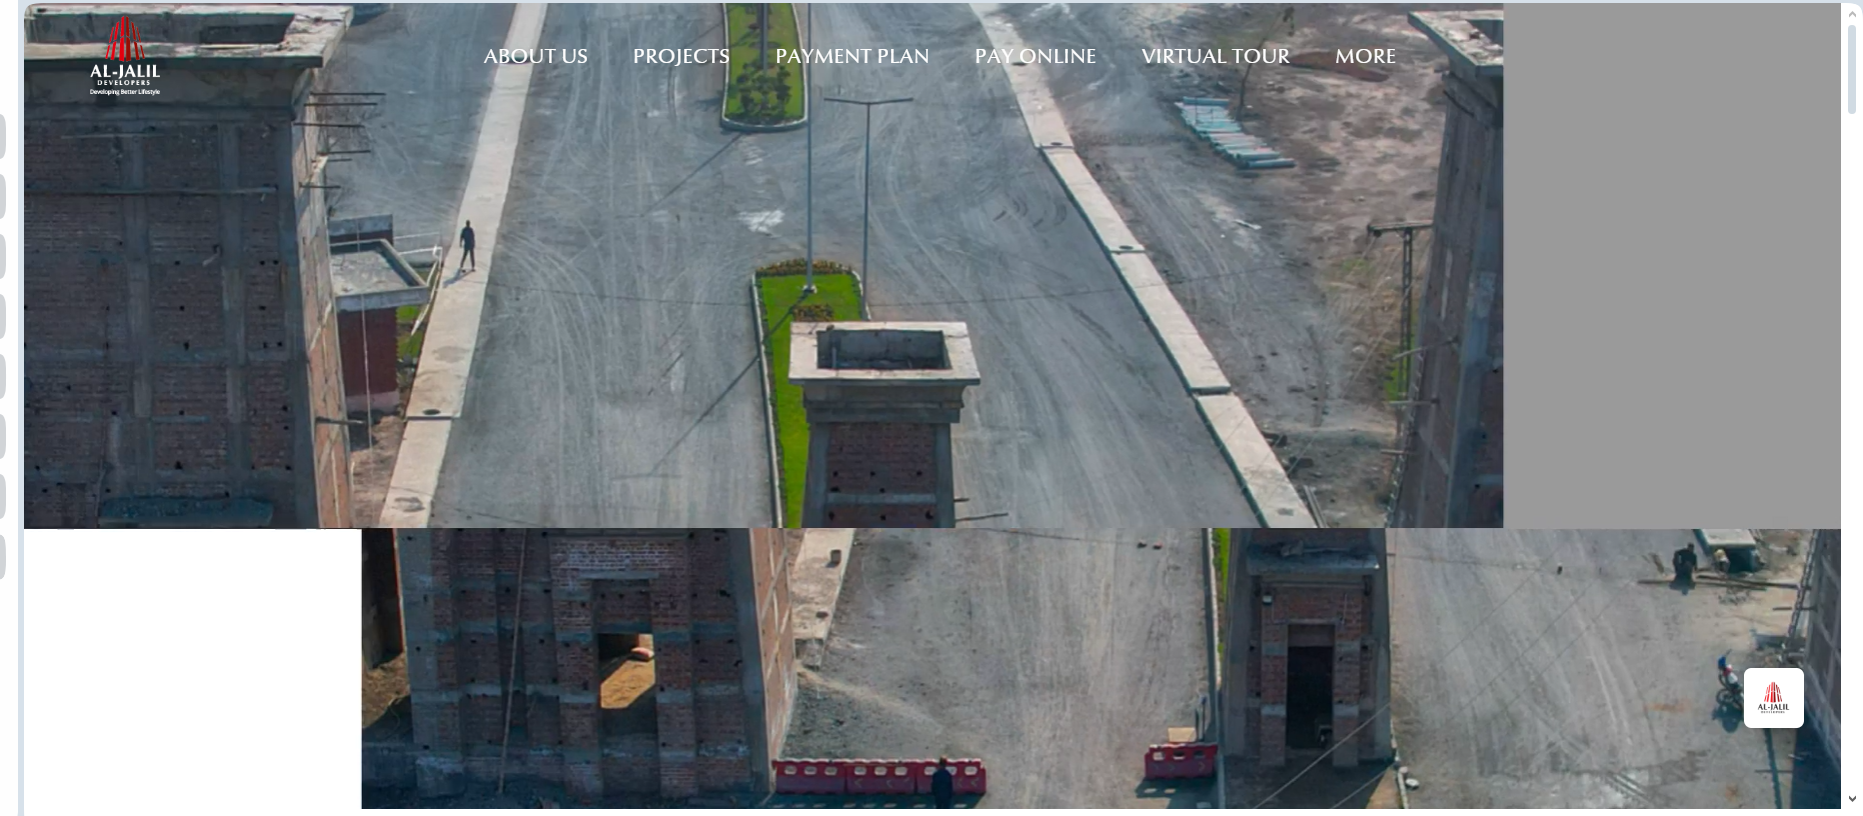 ABOUT US PROJECTS PAYMENT PLAN PAY ONLINE VIRTUAL TOUR MORE
AL-JALIL
DEVELOPERS
Developing Better Lifestyle
AL-JALIL
DEVELOPERS